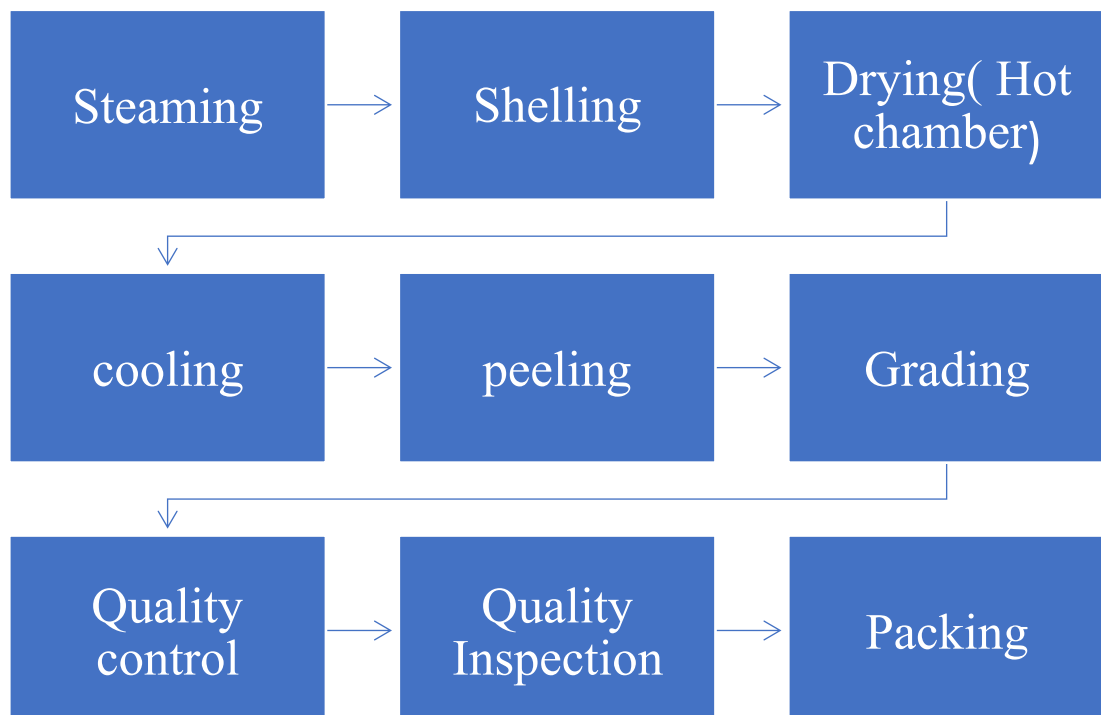 Steaming
Shelling
Drying( Hot
chamber)
cooling
peeling
Grading
Quality
control
Quality
Inspection
Packing